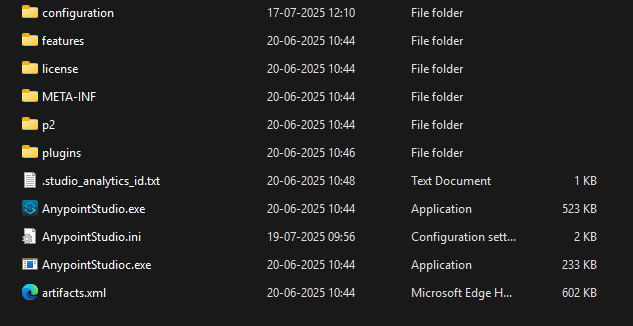 configuration 17-07-2025 12:10 File folder
features 20-06-2025 10:44 File folder
license 20-06-2025 10:44 File folder
META-INF 20-06-2025 10:44 File folder
p2 20-06-2025 10:44 File folder
plugins 20-06-2025 10:46 File folder
.studio_analytics_id.txt 20-06-2025 10:48 Text Document 1 KB
AnypointStudio.exe 20-06-2025 10:44 Application 523 KB
AnypointStudio.ini 19-07-2025 09:56 Configuration sett... 2 KB
AnypointStudioc.exe 20-06-2025 10:44 Application 233 KB
artifacts.xml 20-06-2025 10:44 Microsoft Edge H... 602 KB